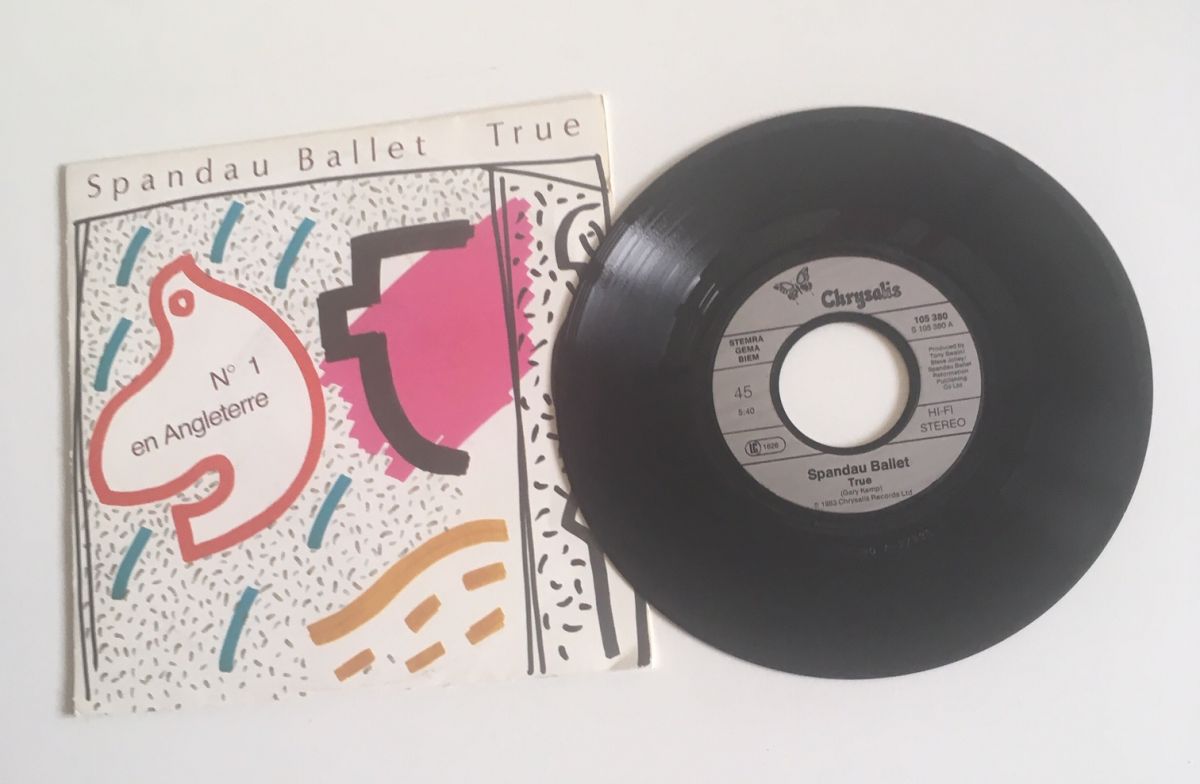 Spandau Ballet True
N° 1
en Angleterre
Chrysalis
105 380
S 105 380 A
STEMRA
GEMA
BIEM
Produced by
Tony Swain/
Steve Jolley/
Spandau Ballet
Reformation
Publishing
Co Ltd
45
5:40
HI-FI
STEREO
LC 1626
Spandau Ballet
True
(Gary Kemp)
℗ 1983 Chrysalis Records Ltd